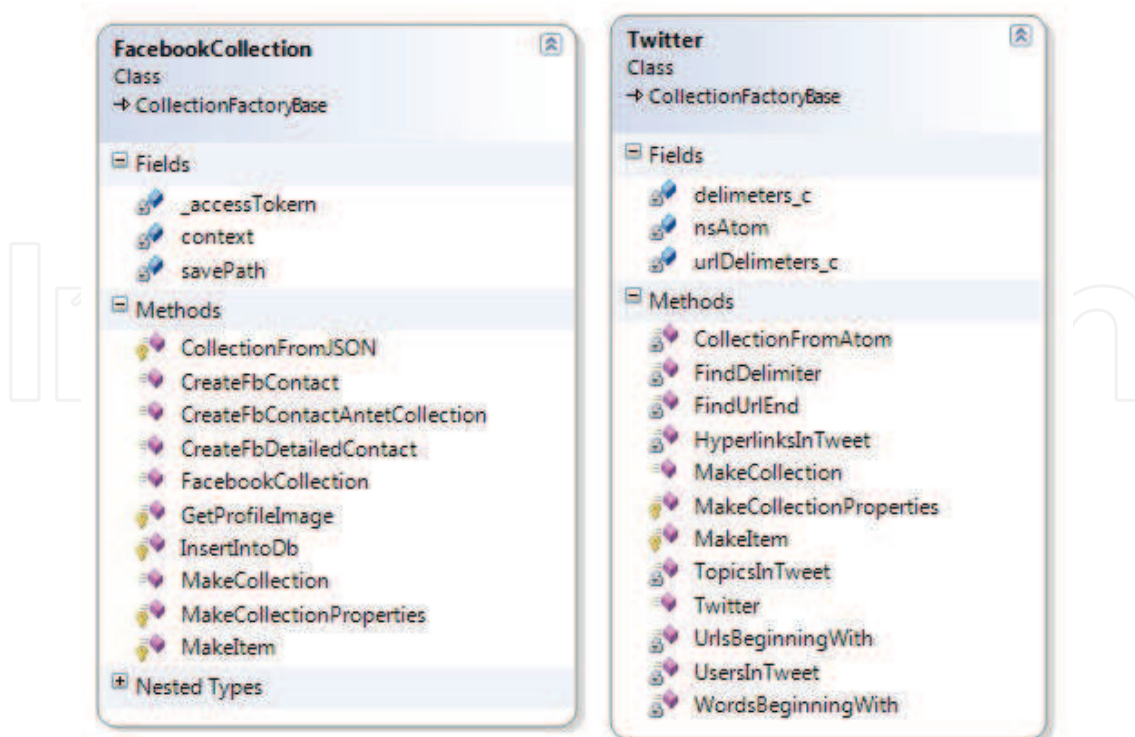 FacebookCollection
Class
CollectionFactoryBase
Fields
_accessTokern
context
savePath
Methods
CollectionFromJSON
CreateFbContact
CreateFbContactAntetCollection
CreateFbDetailedContact
FacebookCollection
GetProfileImage
InsertIntoDb
MakeCollection
MakeCollectionProperties
MakeItem
Nested Types
Twitter
Class
CollectionFactoryBase
Fields
delimeters_c
nsAtom
urlDelimeters_c
Methods
CollectionFromAtom
FindDelimiter
FindUrlEnd
HyperlinksInTweet
MakeCollection
MakeCollectionProperties
MakeItem
TopicsInTweet
Twitter
UrlsBeginningWith
UsersInTweet
WordsBeginningWith